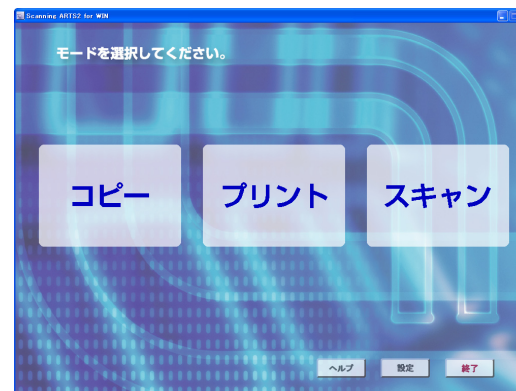 Scanning ARTS2 for WIN
モードを選択してください。
コピー
プリント
スキャン
ヘルプ
設定
終了